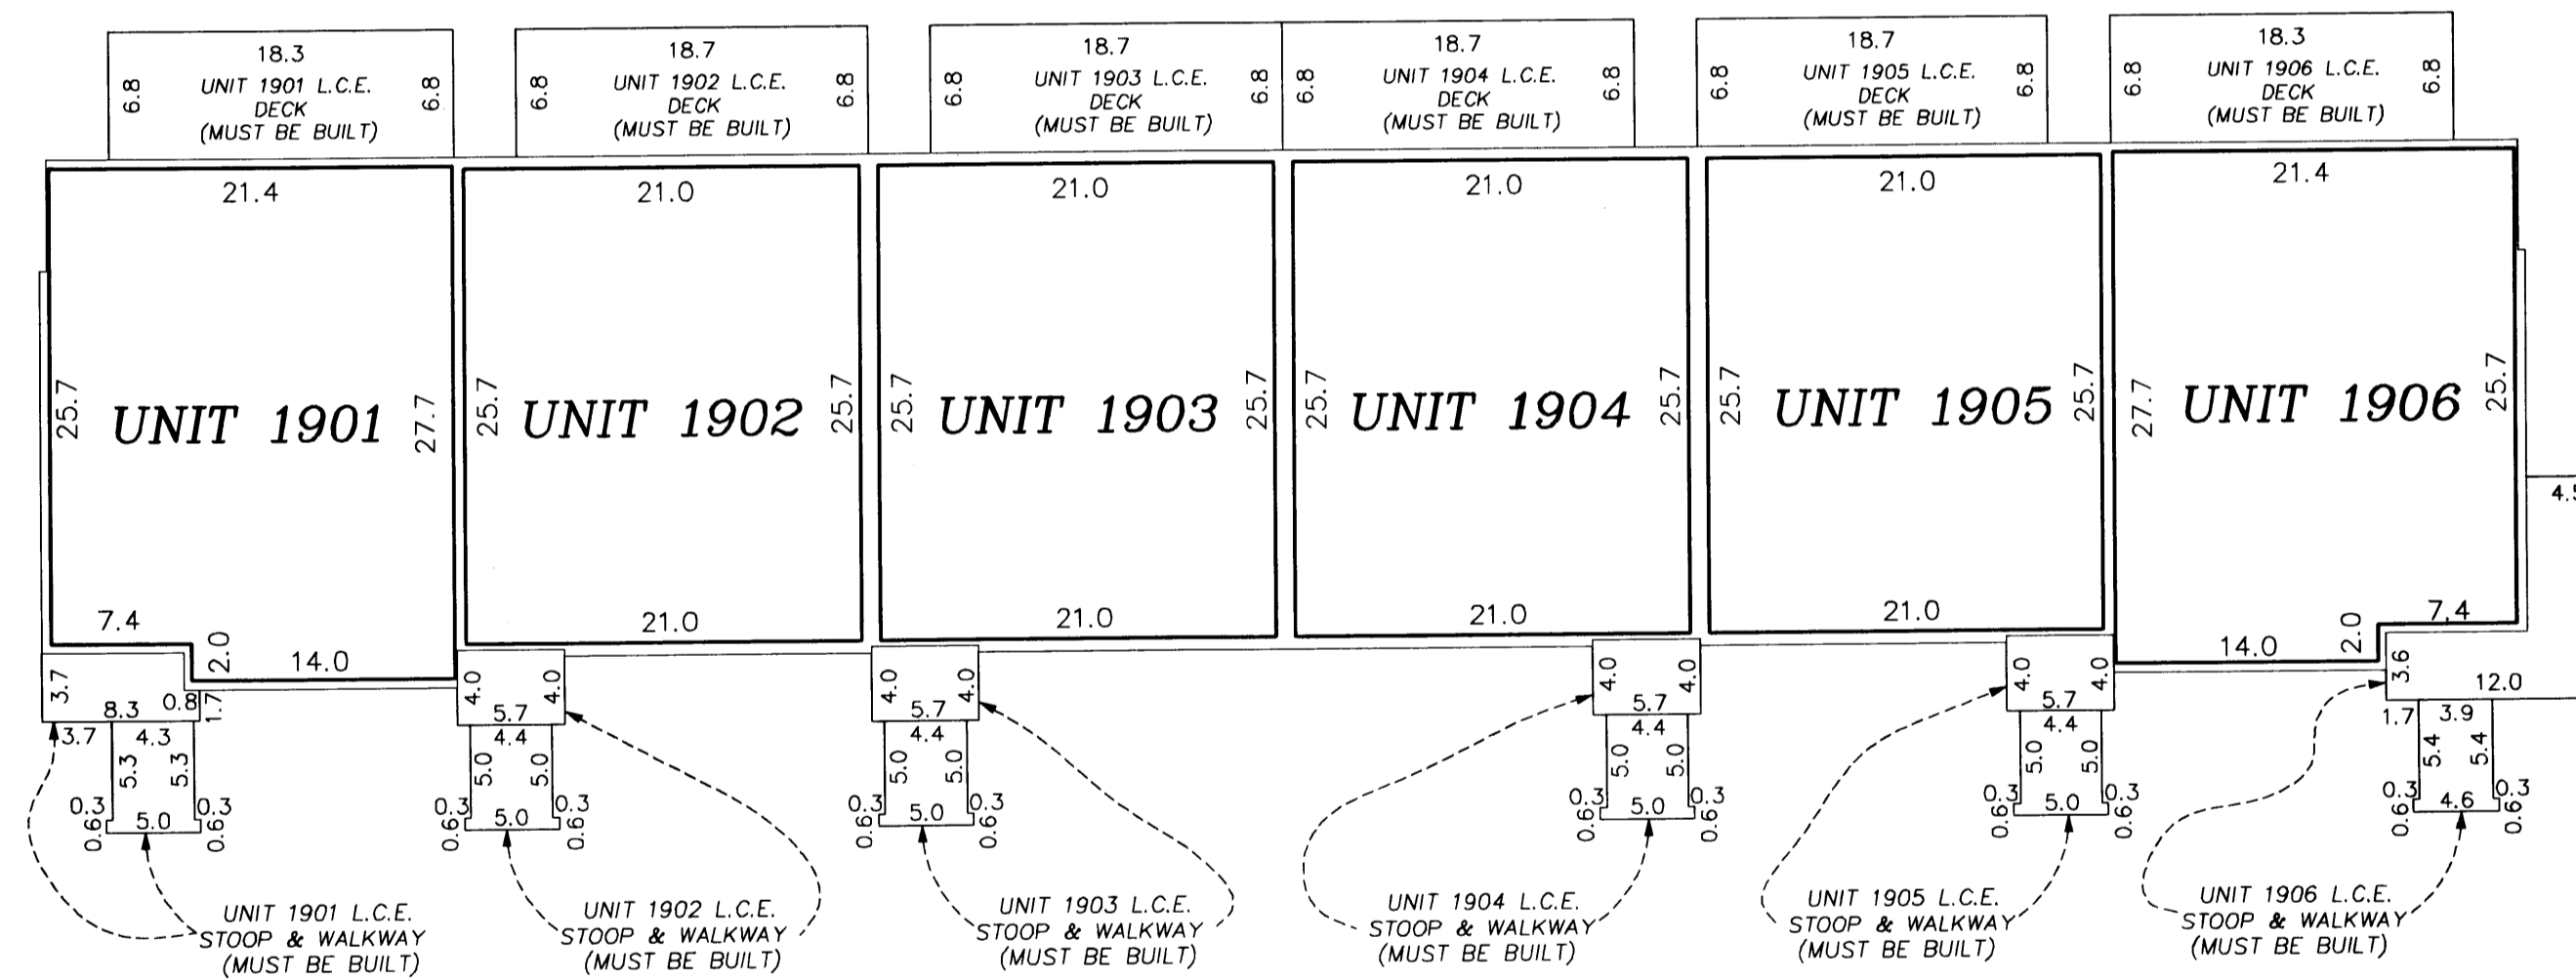 18.3
6.8
UNIT 1901 L.C.E.
DECK
(MUST BE BUILT)
6.8
18.7
6.8
UNIT 1902 L.C.E.
DECK
(MUST BE BUILT)
6.8
18.7
6.8
UNIT 1903 L.C.E.
DECK
(MUST BE BUILT)
6.8
18.7
6.8
UNIT 1904 L.C.E.
DECK
(MUST BE BUILT)
6.8
18.7
6.8
UNIT 1905 L.C.E.
DECK
(MUST BE BUILT)
6.8
18.3
6.8
UNIT 1906 L.C.E.
DECK
(MUST BE BUILT)
6.8
21.4
25.7
UNIT 1901
27.7
7.4
2.0
14.0
21.0
25.7
UNIT 1902
25.7
21.0
21.0
25.7
UNIT 1903
25.7
21.0
21.0
25.7
UNIT 1904
25.7
21.0
21.0
25.7
UNIT 1905
25.7
21.0
21.4
27.7
UNIT 1906
25.7
7.4
2.0
14.0
3.7
8.3
0.8
1.7
3.7
4.3
5.3
5.3
0.3
0.3
0.6
5.0
0.6
UNIT 1901 L.C.E.
STOOP & WALKWAY
(MUST BE BUILT)
4.0
4.0
5.7
4.4
5.0
5.0
0.3
0.3
0.6
5.0
0.6
UNIT 1902 L.C.E.
STOOP & WALKWAY
(MUST BE BUILT)
4.0
4.0
5.7
4.4
5.0
5.0
0.3
0.3
0.6
5.0
0.6
UNIT 1903 L.C.E.
STOOP & WALKWAY
(MUST BE BUILT)
4.0
4.0
5.7
4.4
5.0
5.0
0.3
0.3
0.6
5.0
0.6
UNIT 1904 L.C.E.
STOOP & WALKWAY
(MUST BE BUILT)
4.0
4.0
5.7
4.4
5.0
5.0
0.3
0.3
0.6
5.0
0.6
UNIT 1905 L.C.E.
STOOP & WALKWAY
(MUST BE BUILT)
3.6
12.0
1.7
3.9
5.4
5.4
0.3
0.3
0.6
4.6
0.6
UNIT 1906 L.C.E.
STOOP & WALKWAY
(MUST BE BUILT)